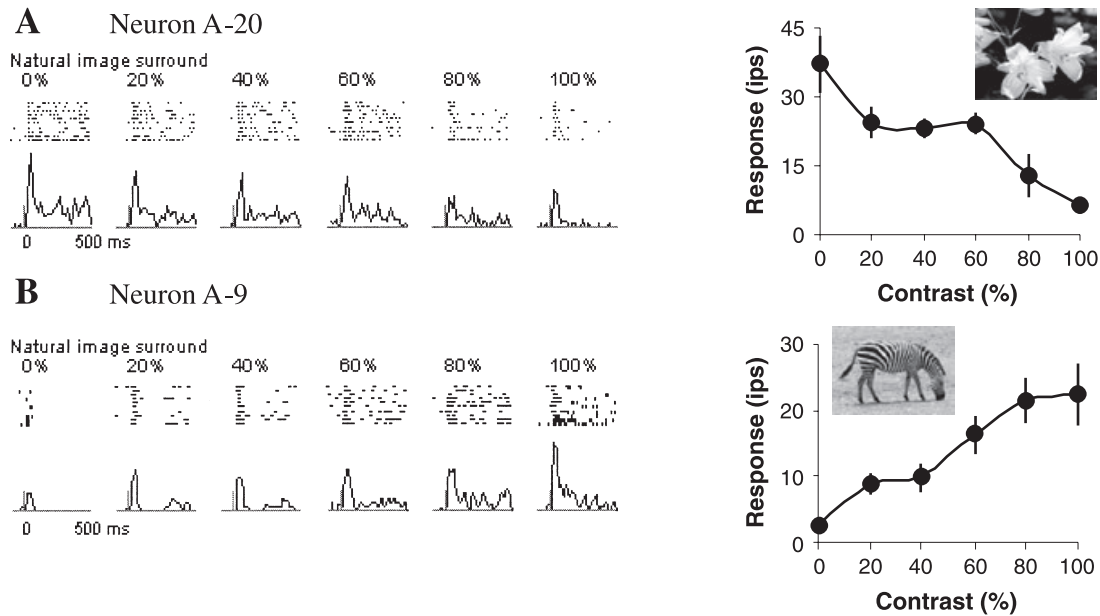 A Neuron A-20
Natural image surround
0% 20% 40% 60% 80% 100%
0 500 ms
45
30
15
0
Response (ips)
0 20 40 60 80 100
Contrast (%)
B Neuron A-9
Natural image surround
0% 20% 40% 60% 80% 100%
0 500 ms
30
20
10
0
Response (ips)
0 20 40 60 80 100
Contrast (%)